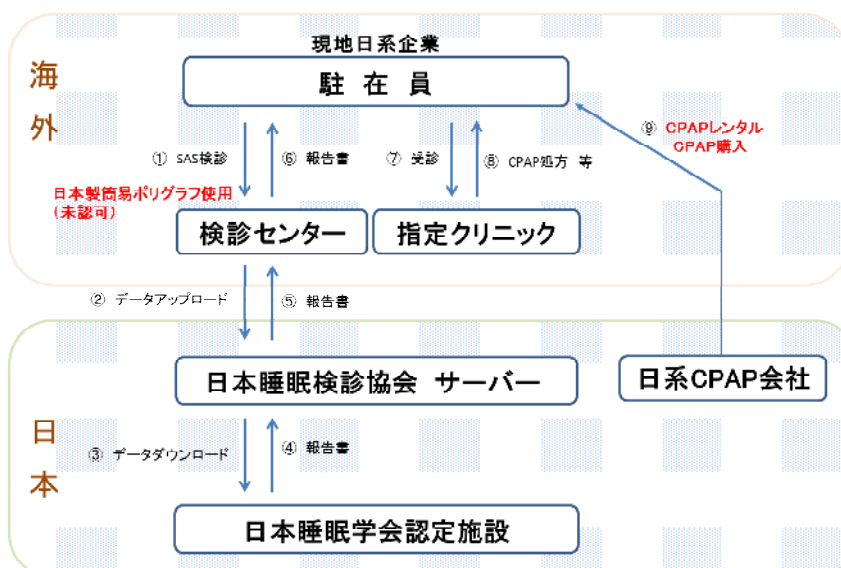 海外
現地日系企業
駐 在 員
① SAS検診
⑥ 報告書
⑦ 受診
⑧ CPAP処方 等
⑨ CPAPレンタル
CPAP購入
日本製簡易ポリグラフ使用
(未認可)
検診センター
指定クリニック
② データアップロード
⑤ 報告書
日本
日本睡眠検診協会 サーバー
日系CPAP会社
③ データダウンロード
④ 報告書
日本睡眠学会認定施設